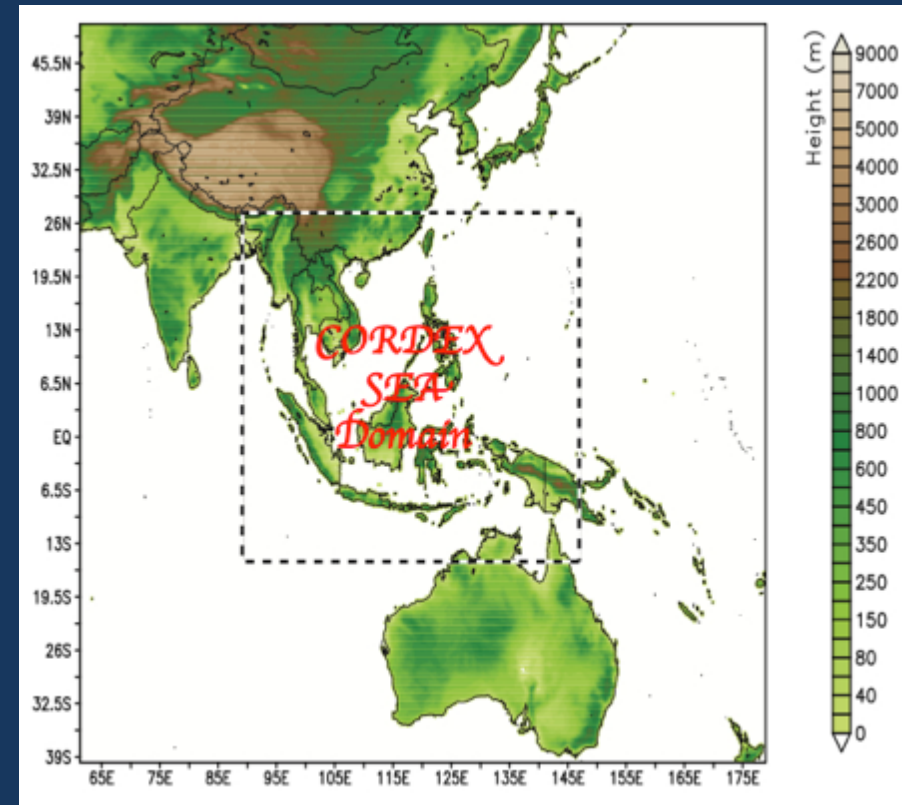 45.5N
39N
32.5N
26N
19.5N
13N
6.5N
EQ
6.5S
13S
19.5S
26S
32.5S
39S
65E 75E 85E 95E 105E 115E 125E 135E 145E 155E 165E 175E
CORDEX
SEA
Domain
Height (m)
9000
7000
5000
4000
3000
2600
2200
1800
1400
1000
800
600
450
350
250
150
80
40
0